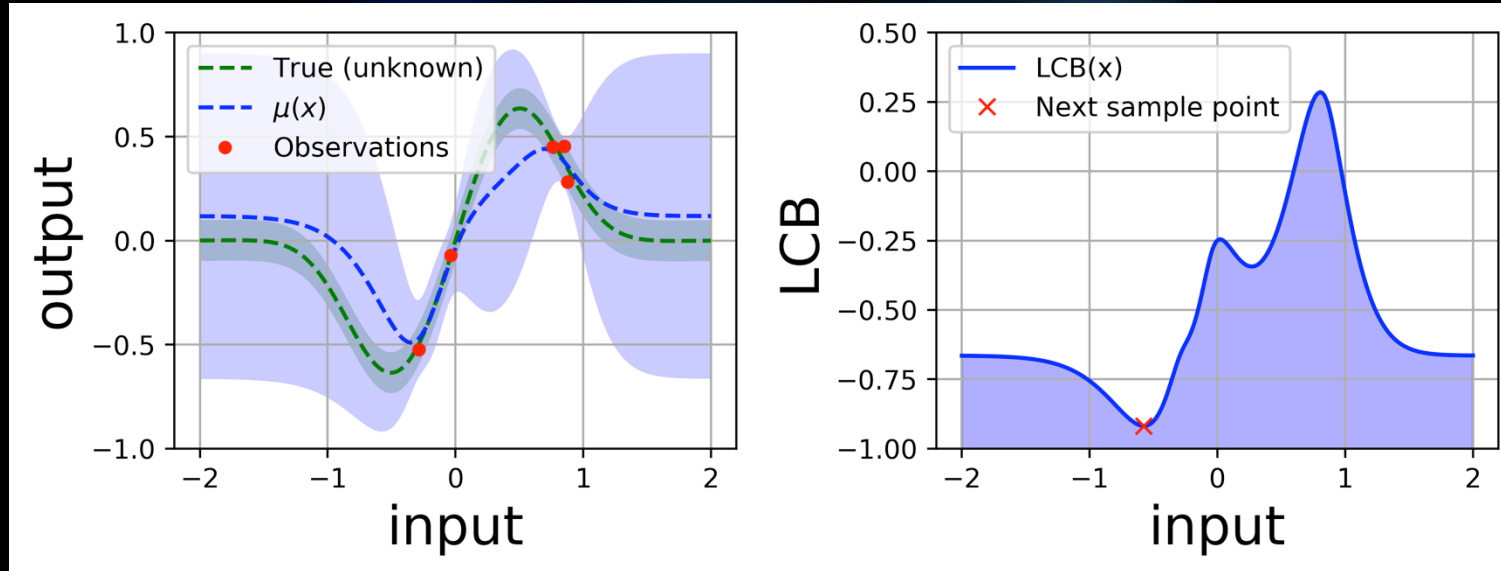 output
1.0
0.5
0.0
−0.5
−1.0
True (unknown)
μ(x)
Observations
−2
−1
0
1
2
input
LCB
0.50
0.25
0.00
−0.25
−0.50
−0.75
−1.00
LCB(x)
Next sample point
−2
−1
0
1
2
input